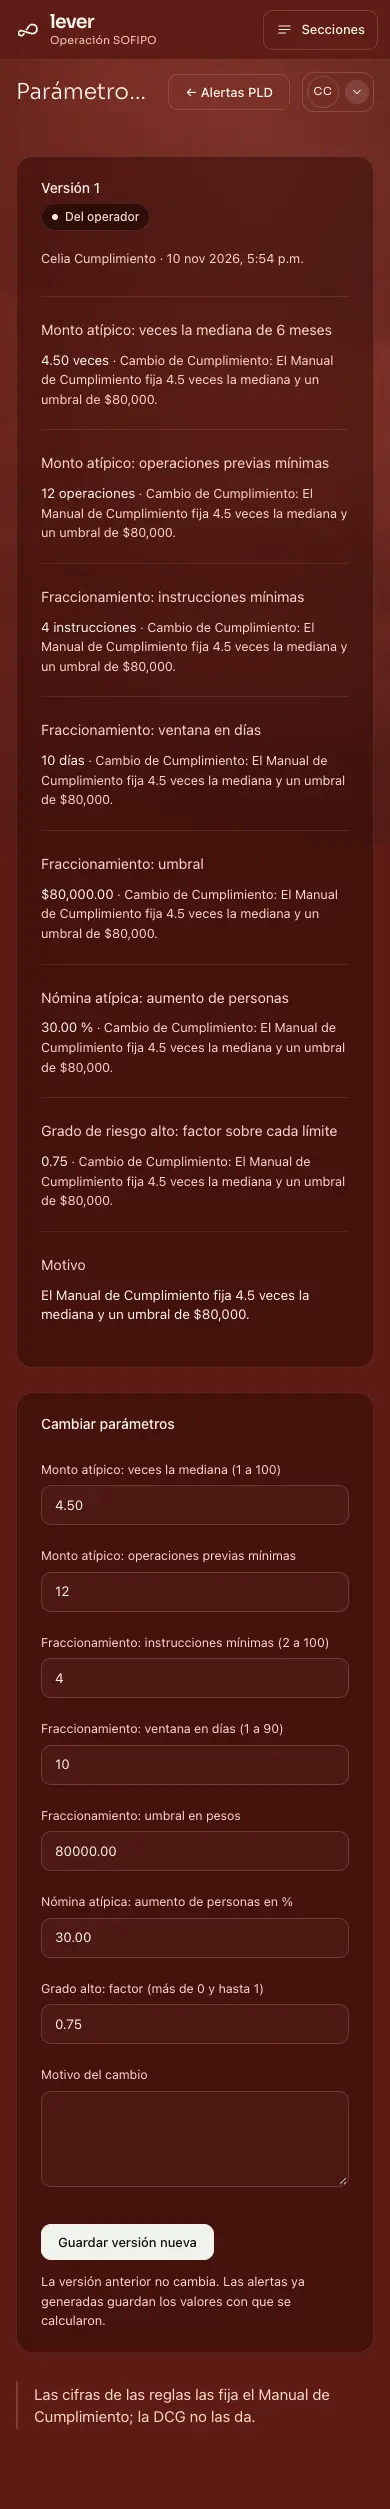 lever
Operación SOFIPO
Secciones
Parámetro...
← Alertas PLD
CC
Versión 1
Del operador
Celia Cumplimiento · 10 nov 2026, 5:54 p.m.
Monto atípico: veces la mediana de 6 meses
4.50 veces · Cambio de Cumplimiento: El Manual
de Cumplimiento fija 4.5 veces la mediana y un
umbral de $80,000.
Monto atípico: operaciones previas mínimas
12 operaciones · Cambio de Cumplimiento: El
Manual de Cumplimiento fija 4.5 veces la mediana y
un umbral de $80,000.
Fraccionamiento: instrucciones mínimas
4 instrucciones · Cambio de Cumplimiento: El
Manual de Cumplimiento fija 4.5 veces la mediana y
un umbral de $80,000.
Fraccionamiento: ventana en días
10 días · Cambio de Cumplimiento: El Manual de
Cumplimiento fija 4.5 veces la mediana y un umbral
de $80,000.
Fraccionamiento: umbral
$80,000.00 · Cambio de Cumplimiento: El Manual
de Cumplimiento fija 4.5 veces la mediana y un
umbral de $80,000.
Nómina atípica: aumento de personas
30.00 % · Cambio de Cumplimiento: El Manual de
Cumplimiento fija 4.5 veces la mediana y un umbral
de $80,000.
Grado de riesgo alto: factor sobre cada límite
0.75 · Cambio de Cumplimiento: El Manual de
Cumplimiento fija 4.5 veces la mediana y un umbral
de $80,000.
Motivo
El Manual de Cumplimiento fija 4.5 veces la
mediana y un umbral de $80,000.
Cambiar parámetros
Monto atípico: veces la mediana (1 a 100)
4.50
Monto atípico: operaciones previas mínimas
12
Fraccionamiento: instrucciones mínimas (2 a 100)
4
Fraccionamiento: ventana en días (1 a 90)
10
Fraccionamiento: umbral en pesos
80000.00
Nómina atípica: aumento de personas en %
30.00
Grado alto: factor (más de 0 y hasta 1)
0.75
Motivo del cambio
Guardar versión nueva
La versión anterior no cambia. Las alertas ya
generadas guardan los valores con que se
calcularon.
Las cifras de las reglas las fija el Manual de
Cumplimiento; la DCG no las da.